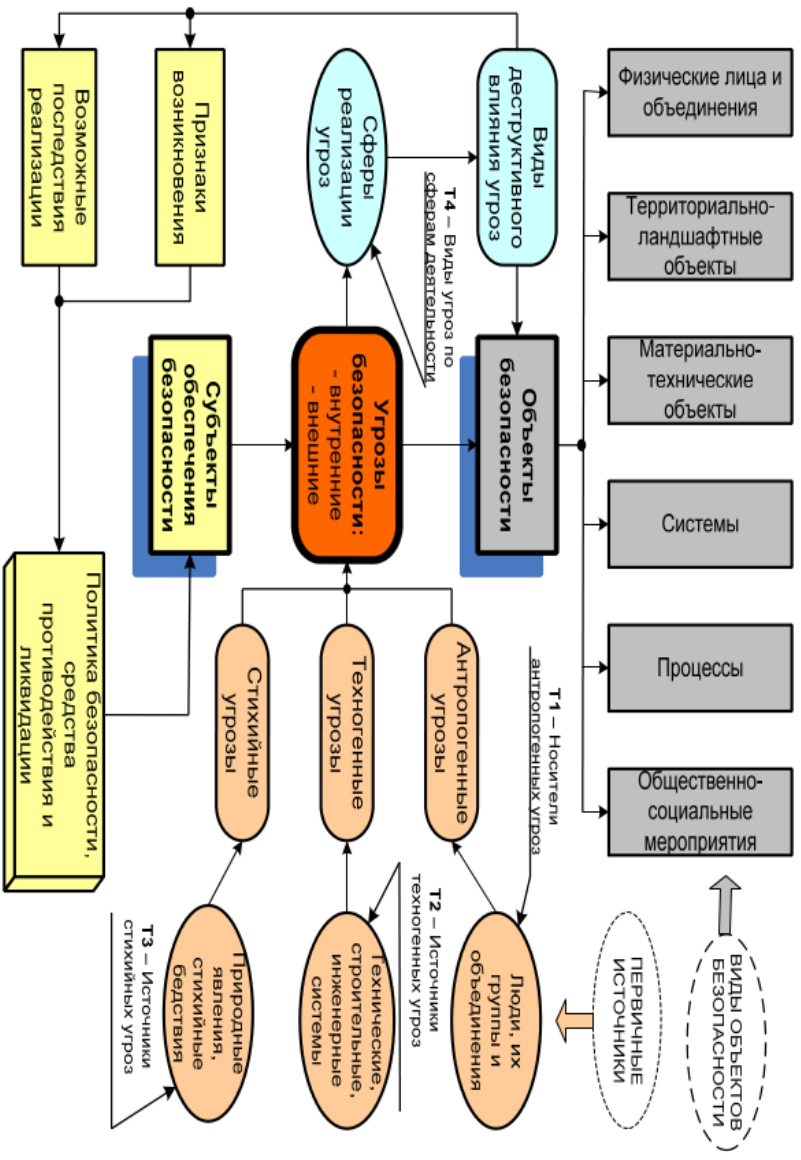 Физические лица и
объединения
Территориально-
ландшафтные
объекты
Материально-
технические
объекты
Системы
Процессы
Общественно-
социальные
мероприятия
ВИДЫ ОБЪЕКТОВ
БЕЗОПАСНОСТИ
Виды
деструктивного
влияния угроз
Объекты
безопасности
Т1 – Носители
антропогенных угроз
ПЕРВИЧНЫЕ
ИСТОЧНИКИ
Т4 – Виды угроз по
сферам деятельности
Антропогенные
угрозы
Люди, их
группы и
объединения
Сферы
реализации
угроз
Угрозы
безопасности:
- внутренние
- внешние
Техногенные
угрозы
Т2 – Источники
техногенных угроз
Технические,
строительные,
инженерные
системы
Признаки
возникновения
Субъекты
обеспечения
безопасности
Стихийные
угрозы
Природные
явления,
стихийные
бедствия
Т3 – Источники
стихийных угроз
Возможные
последствия
реализации
Политика безопасности,
средства
противодействия и
ликвидации